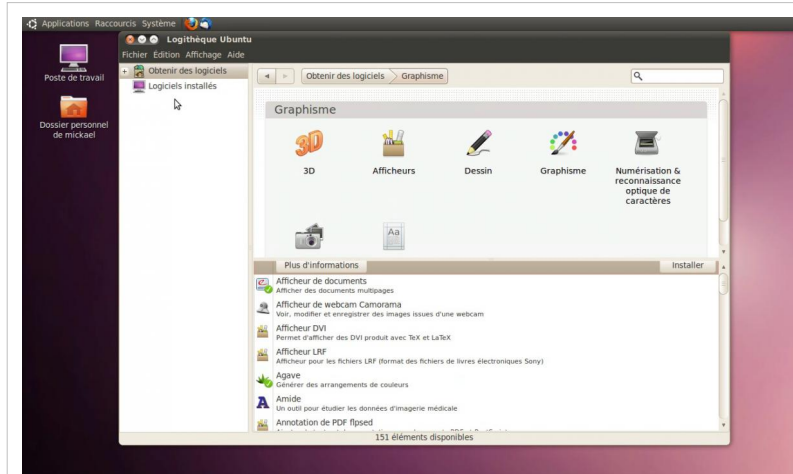 Applications Raccourcis Système
Logithèque Ubuntu
Fichier Édition Affichage Aide
Poste de travail
Dossier personnel
de mickael
Obtenir des logiciels
Logiciels installés
Obtenir des logiciels Graphisme
Graphisme
3D
Afficheurs
Dessin
Graphisme
Numérisation &
reconnaissance
optique de
caractères
Aa
Plus d'informations
Installer
Afficheur de documents
Afficher des documents multipages
Afficheur de webcam Camorama
Voir, modifier et enregistrer des images issues d'une webcam
Afficheur DVI
Permet d'afficher des DVI produit avec TeX et LaTeX
Afficheur LRF
Afficheur pour les fichiers LRF (format des fichiers de livres électroniques Sony)
Agave
Générer des arrangements de couleurs
Amide
Un outil pour étudier les données d'imagerie médicale
Annotation de PDF flpsed
151 éléments disponibles